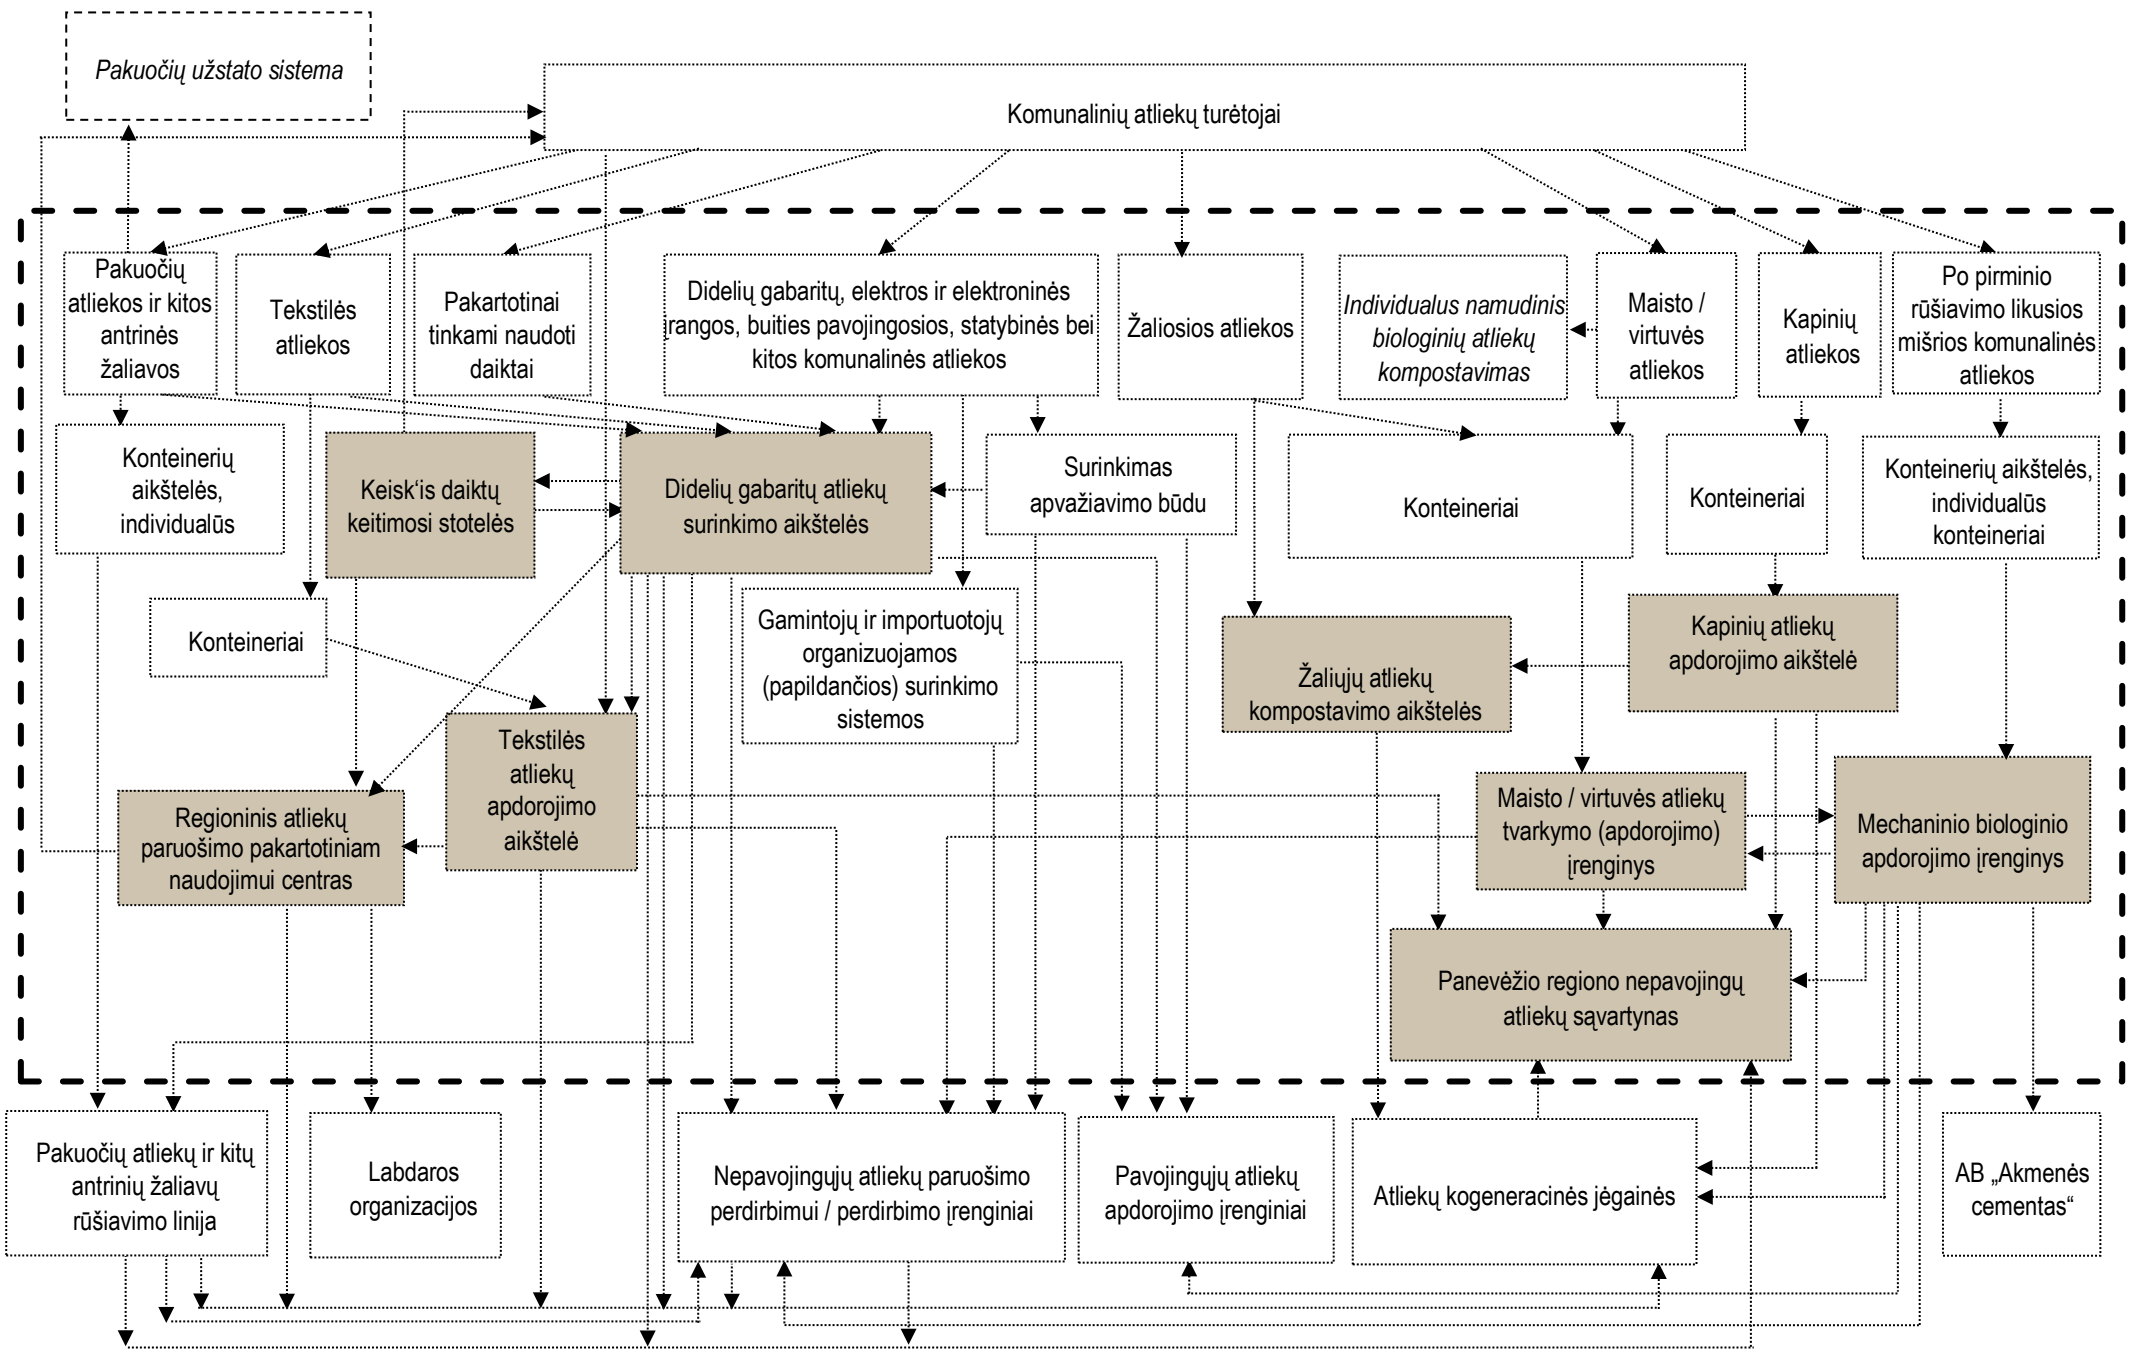 Pakuočių užstato sistema
Komunalinių atliekų turėtojai
Pakuočių
atliekos ir kitos
antrinės
žaliavos
Tekstilės
atliekos
Pakartotinai
tinkami naudoti
daiktai
Didelių gabaritų, elektros ir elektroninės
įrangos, buities pavojingosios, statybinės bei
kitos komunalinės atliekos
Žaliosios atliekos
Individualus namudinis
biologinių atliekų
kompostavimas
Maisto /
virtuvės
atliekos
Kapinių
atliekos
Po pirminio
rūšiavimo likusios
mišrios komunalinės
atliekos
Konteinerių
aikštelės,
individualūs
Keisk‘is daiktų
keitimosi stotelės
Didelių gabaritų atliekų
surinkimo aikštelės
Surinkimas
apvažiavimo būdu
Konteineriai
Konteineriai
Konteinerių aikštelės,
individualūs
konteineriai
Konteineriai
Gamintojų ir importuotojų
organizuojamos
(papildančios) surinkimo
sistemos
Žaliųjų atliekų
kompostavimo aikštelės
Kapinių atliekų
apdorojimo aikštelė
Tekstilės
atliekų
apdorojimo
aikštelė
Regioninis atliekų
paruošimo pakartotiniam
naudojimui centras
Maisto / virtuvės atliekų
tvarkymo (apdorojimo)
įrenginys
Mechaninio biologinio
apdorojimo įrenginys
Panevėžio regiono nepavojingų
atliekų sąvartynas
Pakuočių atliekų ir kitų
antrinių žaliavų
rūšiavimo linija
Labdaros
organizacijos
Nepavojingųjų atliekų paruošimo
perdirbimui / perdirbimo įrenginiai
Pavojingųjų atliekų
apdorojimo įrenginiai
Atliekų kogeneracinės jėgainės
AB „Akmenės
cementas“